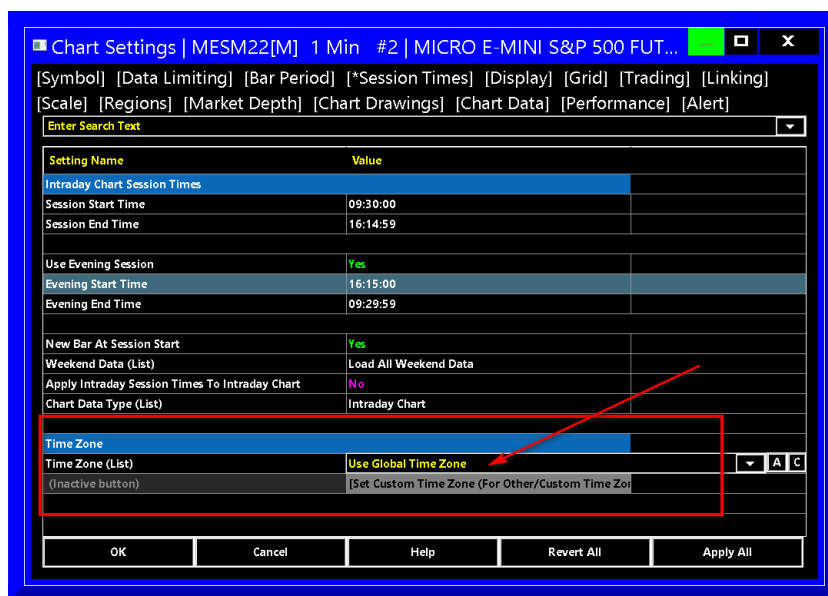 Chart Settings | MESM22[M] 1 Min #2 | MICRO E-MINI S&P 500 FUT... X
[Symbol] [Data Limiting] [Bar Period] [*Session Times] [Display] [Grid] [Trading] [Linking]
[Scale] [Regions] [Market Depth] [Chart Drawings] [Chart Data] [Performance] [Alert]
Enter Search Text
Setting Name Value
Intraday Chart Session Times
Session Start Time 09:30:00
Session End Time 16:14:59
Use Evening Session Yes
Evening Start Time 16:15:00
Evening End Time 09:29:59
New Bar At Session Start Yes
Weekend Data (List) Load All Weekend Data
Apply Intraday Session Times To Intraday Chart No
Chart Data Type (List) Intraday Chart
Time Zone
Time Zone (List) Use Global Time Zone A C
(Inactive button) [Set Custom Time Zone (For Other/Custom Time Zon
OK Cancel Help Revert All Apply All